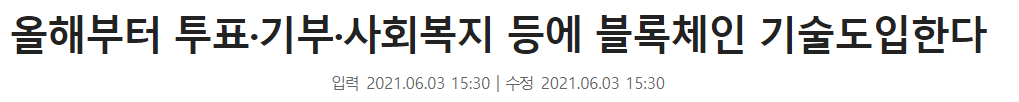 올해부터 투표·기부·사회복지 등에 블록체인 기술도입한다
입력 2021.06.03 15:30 | 수정 2021.06.03 15:30